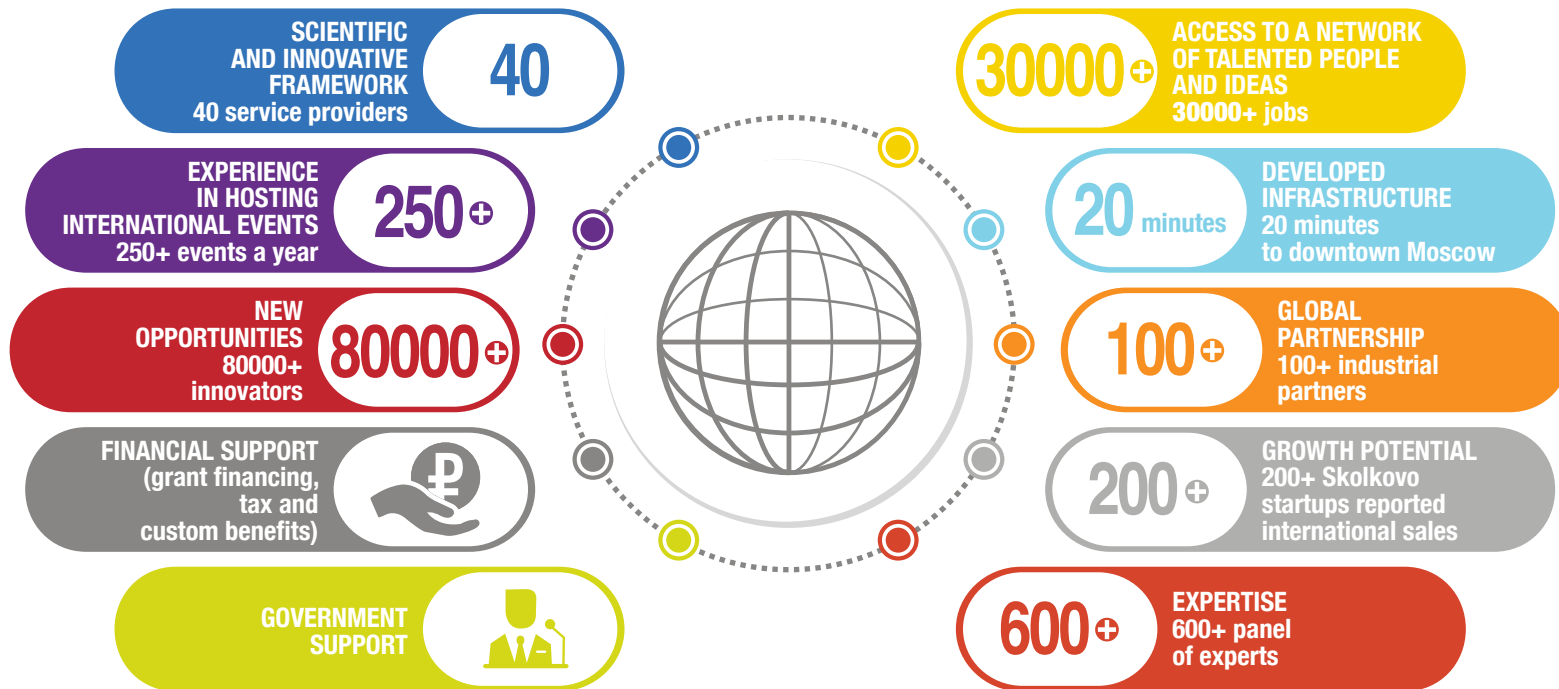 SCIENTIFIC
AND INNOVATIVE
FRAMEWORK
40 service providers
40
EXPERIENCE
IN HOSTING
INTERNATIONAL EVENTS
250+ events a year
250+
NEW
OPPORTUNITIES
80000+
innovators
80000+
FINANCIAL SUPPORT
(grant financing,
tax and
custom benefits)
₽
GOVERNMENT
SUPPORT
30000+
ACCESS TO A NETWORK
OF TALENTED PEOPLE
AND IDEAS
30000+ jobs
20 minutes
DEVELOPED
INFRASTRUCTURE
20 minutes
to downtown Moscow
100+
GLOBAL
PARTNERSHIP
100+ industrial
partners
200+
GROWTH POTENTIAL
200+ Skolkovo
startups reported
international sales
600+
EXPERTISE
600+ panel
of experts